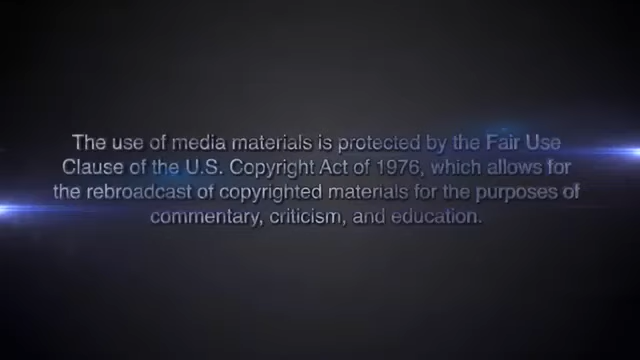 The use of media materials is protected by the Fair Use
Clause of the U.S. Copyright Act of 1976, which allows for
the rebroadcast of copyrighted materials for the purposes of
commentary, criticism, and education.